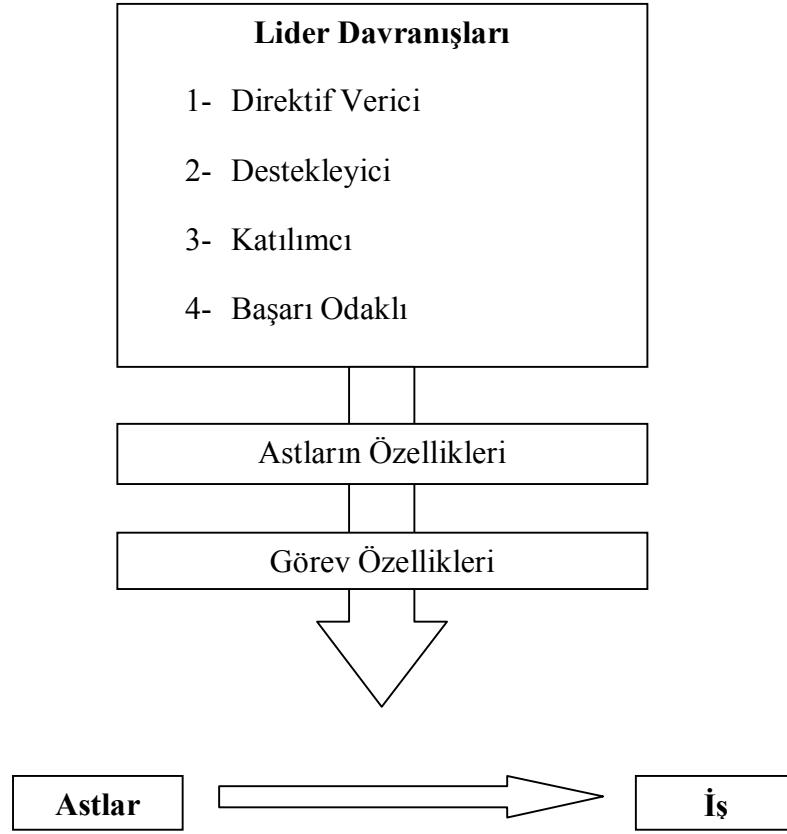 Lider Davranışları
1- Direktif Verici
2- Destekleyici
3- Katılımcı
4- Başarı Odaklı
Astların Özellikleri
Görev Özellikleri
Astlar
İş